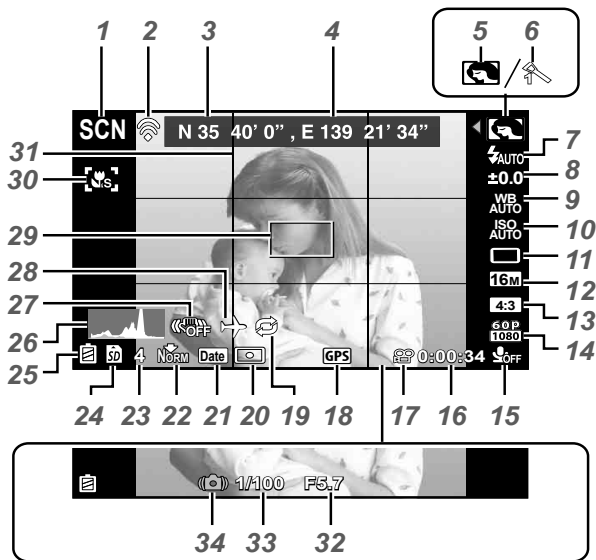 1 2 3 4 5 6
/
SCN N 35 40’ 0” , E 139 21’ 34”
31 AUTO 7
30 S ±0.0 8
WB AUTO 9
29 ISO AUTO 10
11
28 16M 12
27 OFF 4:3 13
26 60p 1080 14
25 SD 4 NORM Date GPS 0:00:34 OFF
24 23 22 21 20 19 18 17 16 15
1/100 F5.7
34 33 32